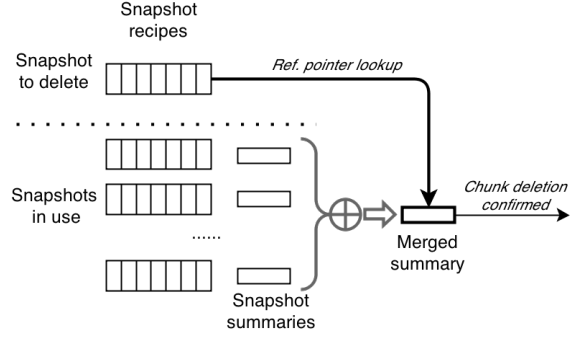 Snapshot
recipes
Snapshot
to delete
Ref. pointer lookup
Snapshots
in use
......
Chunk deletion
confirmed
Merged
summary
Snapshot
summaries